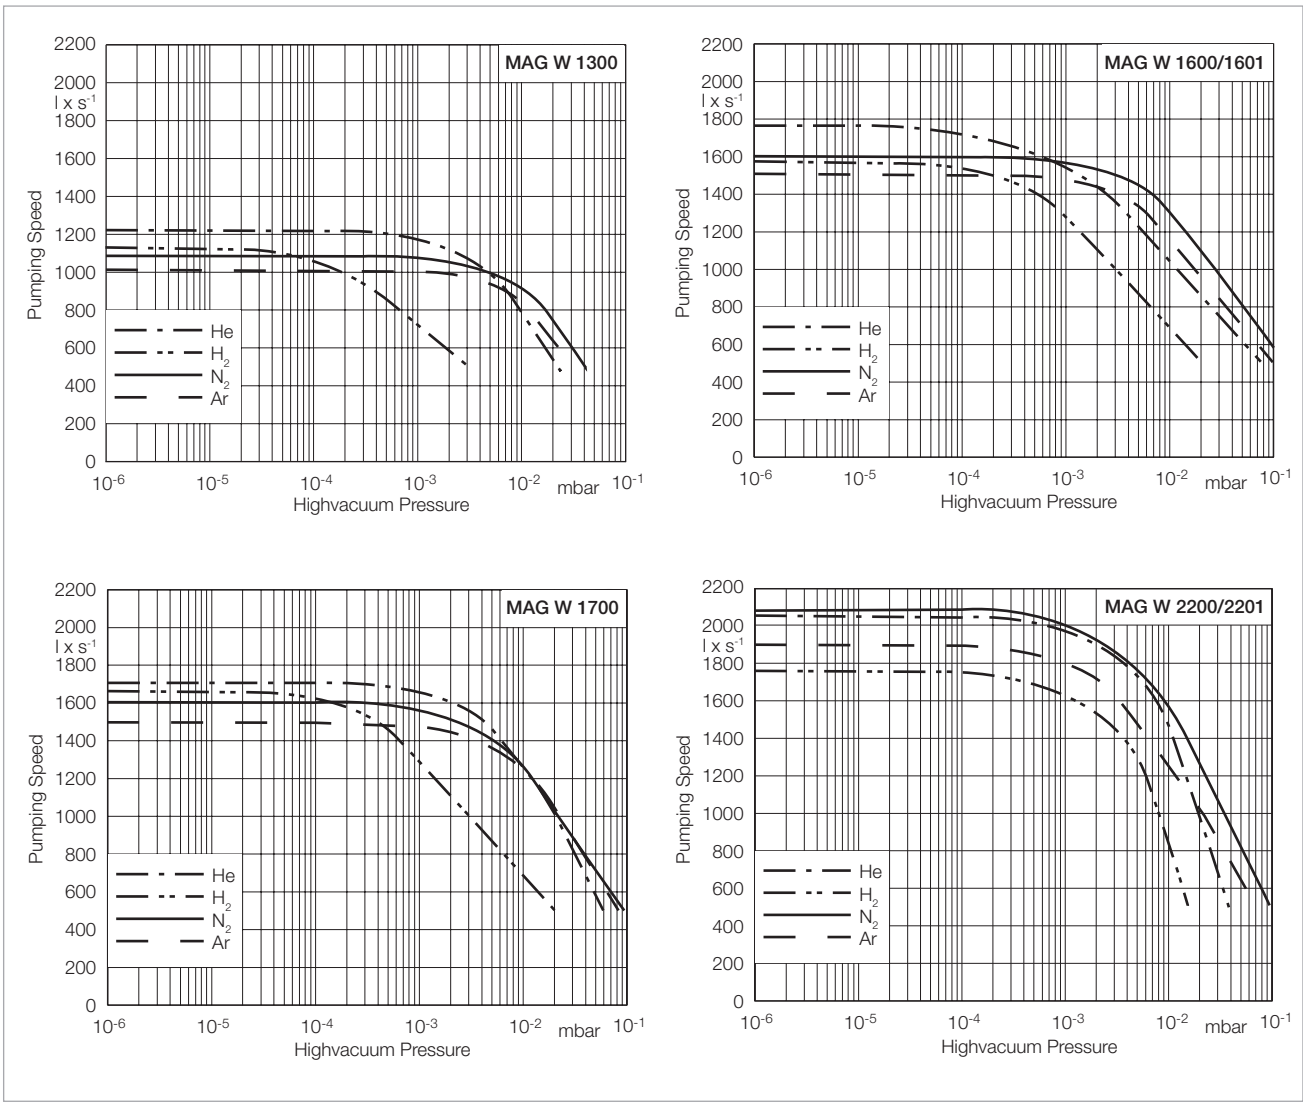 MAG W 1300
2200
2000
l x s⁻¹
1800
1600
1400
1200
1000
800
600
400
200
0
Pumping Speed
He
H₂
N₂
Ar
10⁻⁶ 10⁻⁵ 10⁻⁴ 10⁻³ 10⁻² mbar 10⁻¹
Highvacuum Pressure
MAG W 1600/1601
2200
2000
l x s⁻¹
1800
1600
1400
1200
1000
800
600
400
200
0
Pumping Speed
He
H₂
N₂
Ar
10⁻⁶ 10⁻⁵ 10⁻⁴ 10⁻³ 10⁻² mbar 10⁻¹
Highvacuum Pressure
MAG W 1700
2200
2000
l x s⁻¹
1800
1600
1400
1200
1000
800
600
400
200
0
Pumping Speed
He
H₂
N₂
Ar
10⁻⁶ 10⁻⁵ 10⁻⁴ 10⁻³ 10⁻² mbar 10⁻¹
Highvacuum Pressure
MAG W 2200/2201
2200
2000
l x s⁻¹
1800
1600
1400
1200
1000
800
600
400
200
0
Pumping Speed
He
H₂
N₂
Ar
10⁻⁶ 10⁻⁵ 10⁻⁴ 10⁻³ 10⁻² mbar 10⁻¹
Highvacuum Pressure